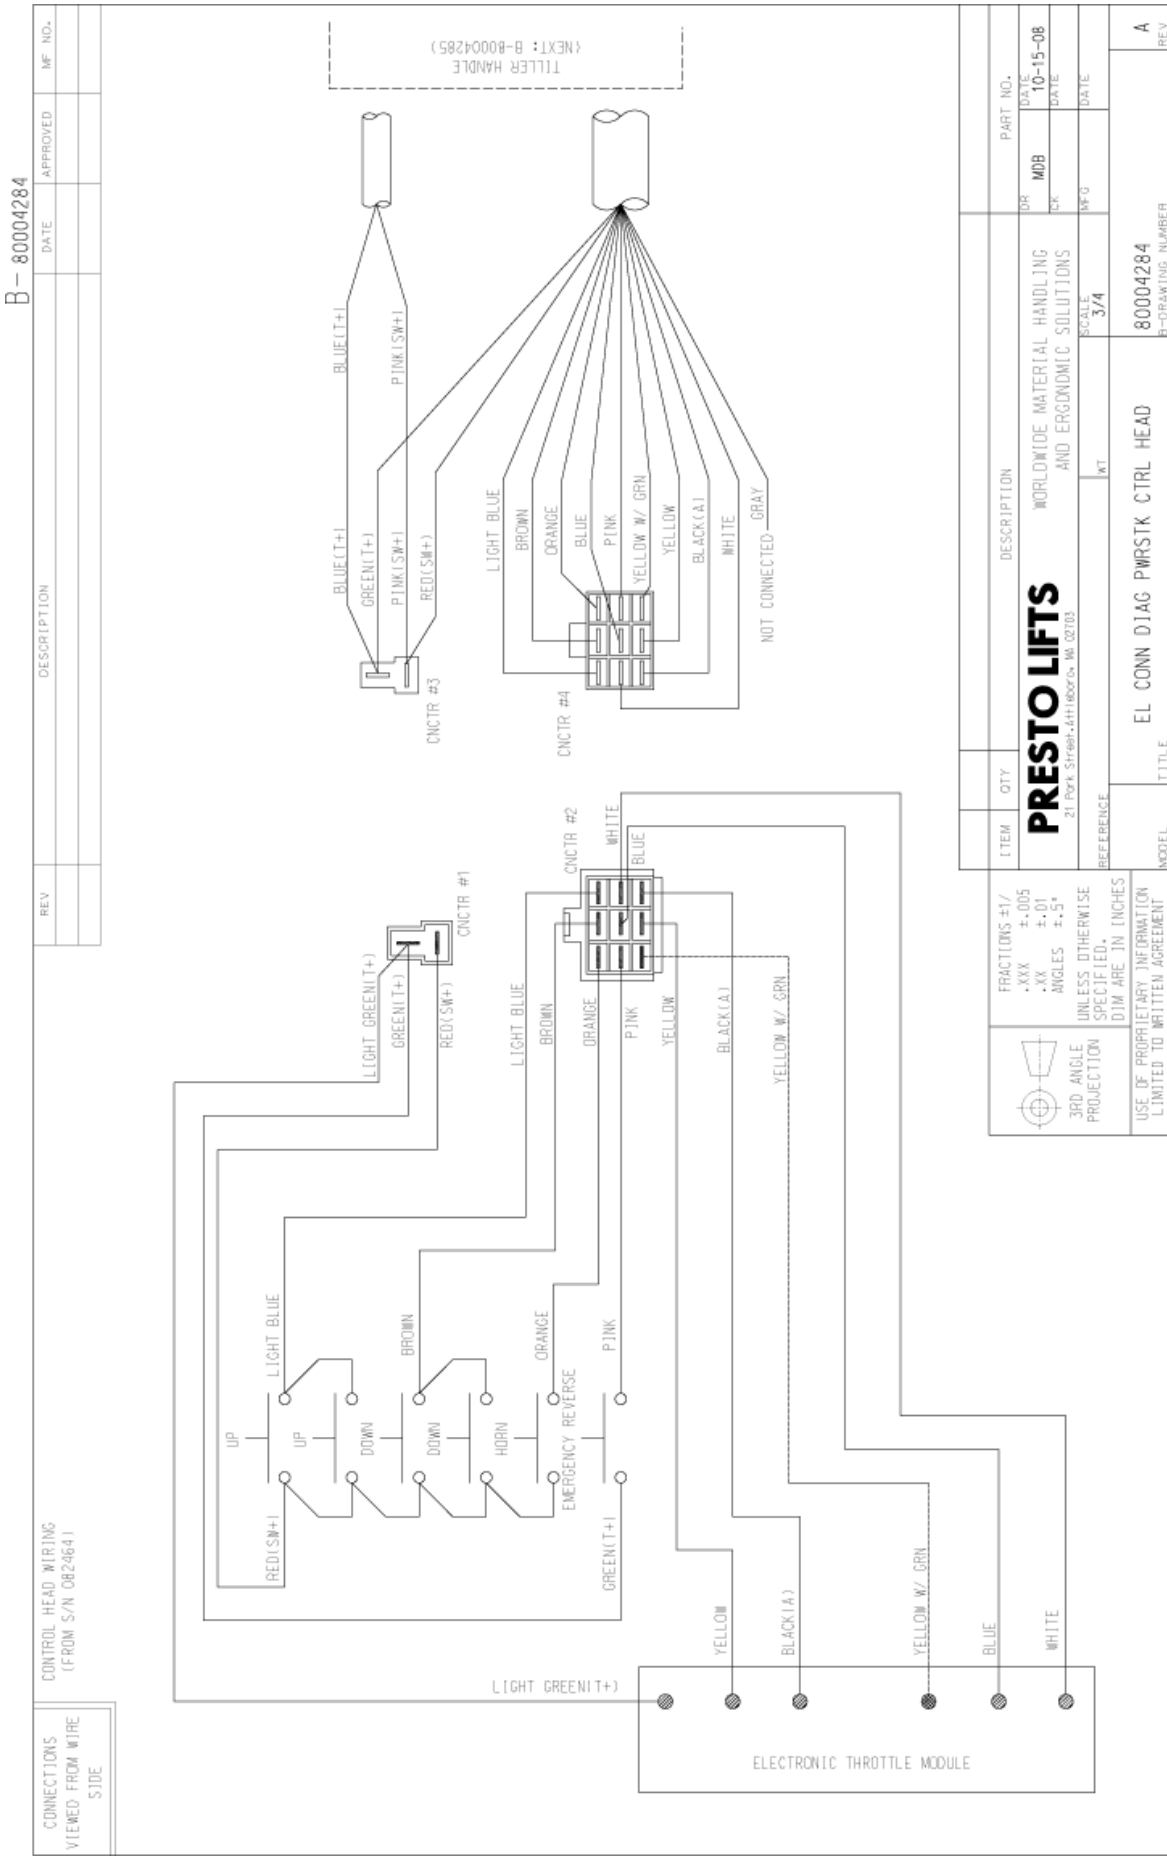 B- 80004284
REV
DESCRIPTION
DATE
APPROVED
MF NO.
CONNECTIONS
VIEWED FROM WIRE
SIDE
CONTROL HEAD WIRING
(FROM S/N 082464)
LIGHT GREEN(T+)
GREEN(T+)
RED(SW+)
CNCTR #1
UP
LIGHT BLUE
RED(SW+)
UP
DOWN
BROWN
DOWN
HORN
ORANGE
EMERGENCY REVERSE
PINK
GREEN(T+)
LIGHT BLUE
BROWN
ORANGE
PINK
YELLOW
BLACK(A)
YELLOW W/ GRN
CNCTR #2
WHITE
BLUE
LIGHT GREEN(T+)
YELLOW
BLACK(A)
YELLOW W/ GRN
BLUE
WHITE
ELECTRONIC THROTTLE MODULE
BLUE(T+)
BLUE(T+)
GREEN(T+)
PINK(SW+)
PINK(SW+)
RED(SW+)
CNCTR #3
CNCTR #4
LIGHT BLUE
BROWN
ORANGE
BLUE
PINK
YELLOW W/ GRN
YELLOW
BLACK(A)
WHITE
NOT CONNECTED
GRAY
TILLER HANDLE
(NEXT: B-80004285)
3RD ANGLE
PROJECTION
FRACTIONS ±1/
.XXX ±.005
.XX ±.01
ANGLES ±.5°
UNLESS OTHERWISE
SPECIFIED.
DIM ARE IN INCHES
USE OF PROPRIETARY INFORMATION
LIMITED TO WRITTEN AGREEMENT
ITEM
QTY
DESCRIPTION
PART NO.
PRESTO LIFTS
21 Park Street, Attleboro, MA 02703
WORLDWIDE MATERIAL HANDLING
AND ERGONOMIC SOLUTIONS
DR
MDB
DATE
10-15-08
CK
DATE
MFG
DATE
REFERENCE
WT
SCALE
3/4
MODEL
TITLE
EL CONN DIAG PWRSTK CTRL HEAD
80004284
B-DRAWING NUMBER
A
REV